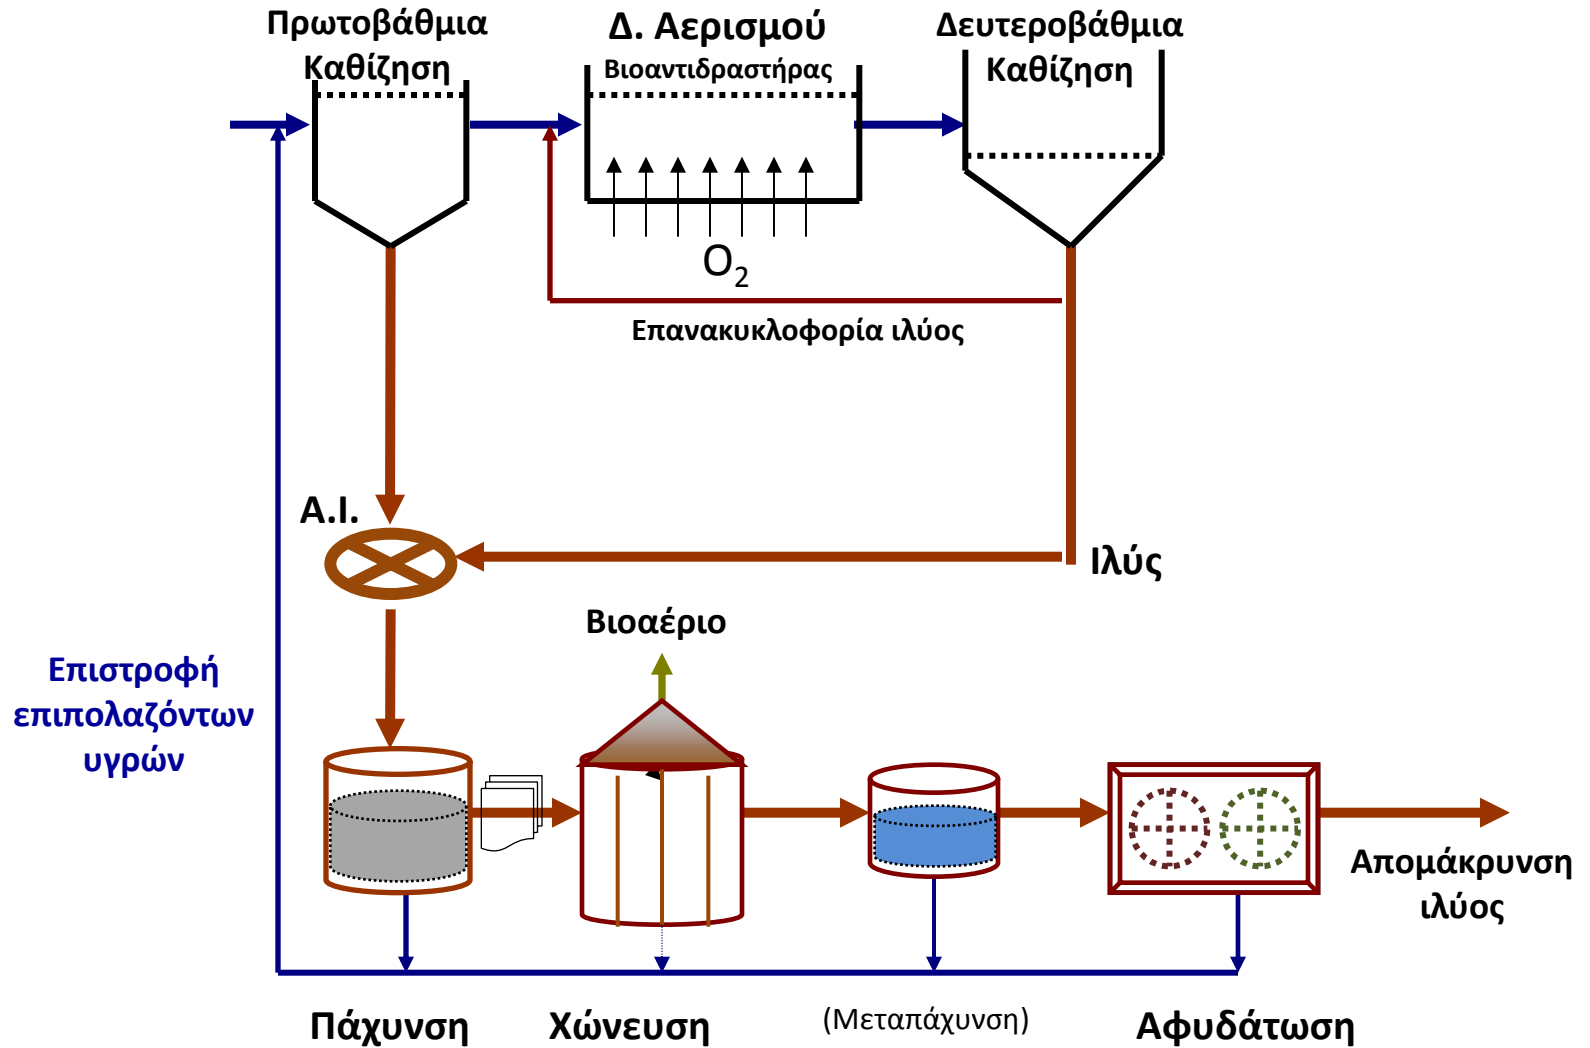 Πρωτοβάθμια
Καθίζηση
Δ. Αερισμού
Βιοαντιδραστήρας
Δευτεροβάθμια
Καθίζηση
O2
Επανακυκλοφορία ιλύος
Α.Ι.
Ιλύς
Βιοαέριο
Επιστροφή
επιπολαζόντων
υγρών
Απομάκρυνση
ιλύος
Πάχυνση
Χώνευση
(Μεταπάχυνση)
Αφυδάτωση